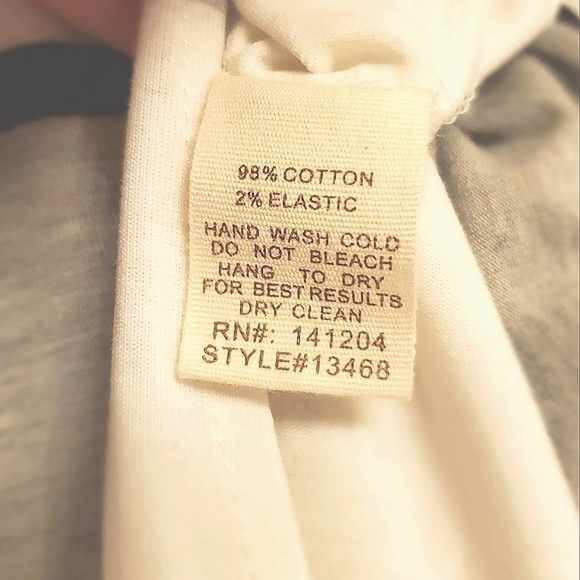 98% COTTON
2% ELASTIC
HAND WASH COLD
DO NOT BLEACH
HANG TO DRY
FOR BEST RESULTS
DRY CLEAN
RN#: 141204
STYLE#13468